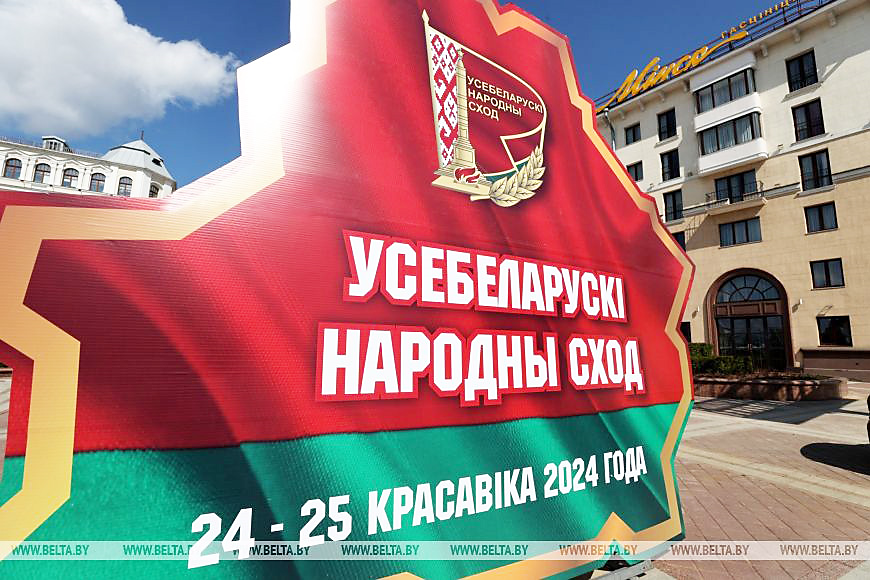 ГАСЦІНІЦА
Мінск
УСЕБЕЛАРУСКІ
НАРОДНЫ
СХОД
УСЕБЕЛАРУСКІ
НАРОДНЫ СХОД
24 - 25 КРАСАВІКА 2024 ГОДА
WWW.BELTA.BY WWW.BELTA.BY WWW.BELTA.BY WWW.BELTA.BY WWW.BELTA.BY WWW.BELTA.BY WWW.BELTA.BY WWW.BELTA.BY